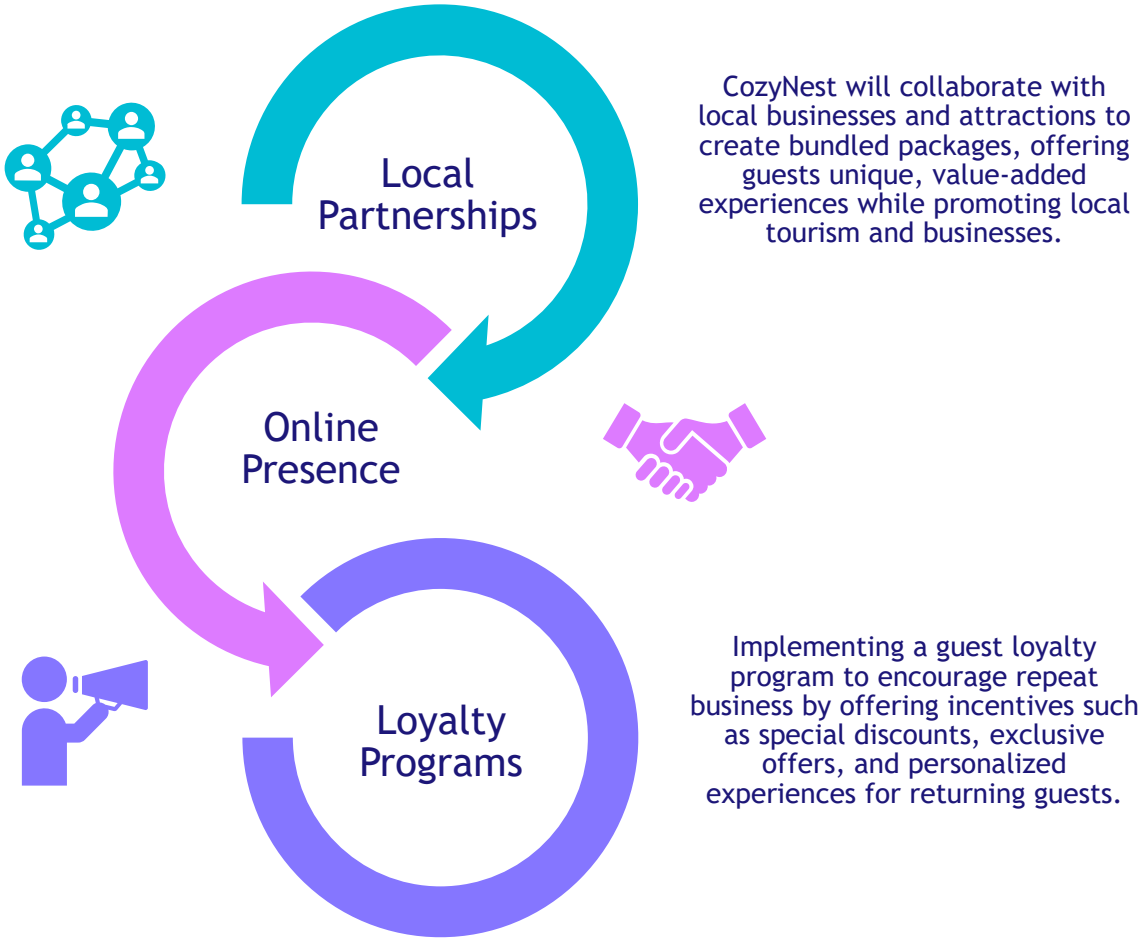 Local
Partnerships
CozyNest will collaborate with
local businesses and attractions to
create bundled packages, offering
guests unique, value-added
experiences while promoting local
tourism and businesses.
Online
Presence
Loyalty
Programs
Implementing a guest loyalty
program to encourage repeat
business by offering incentives such
as special discounts, exclusive
offers, and personalized
experiences for returning guests.